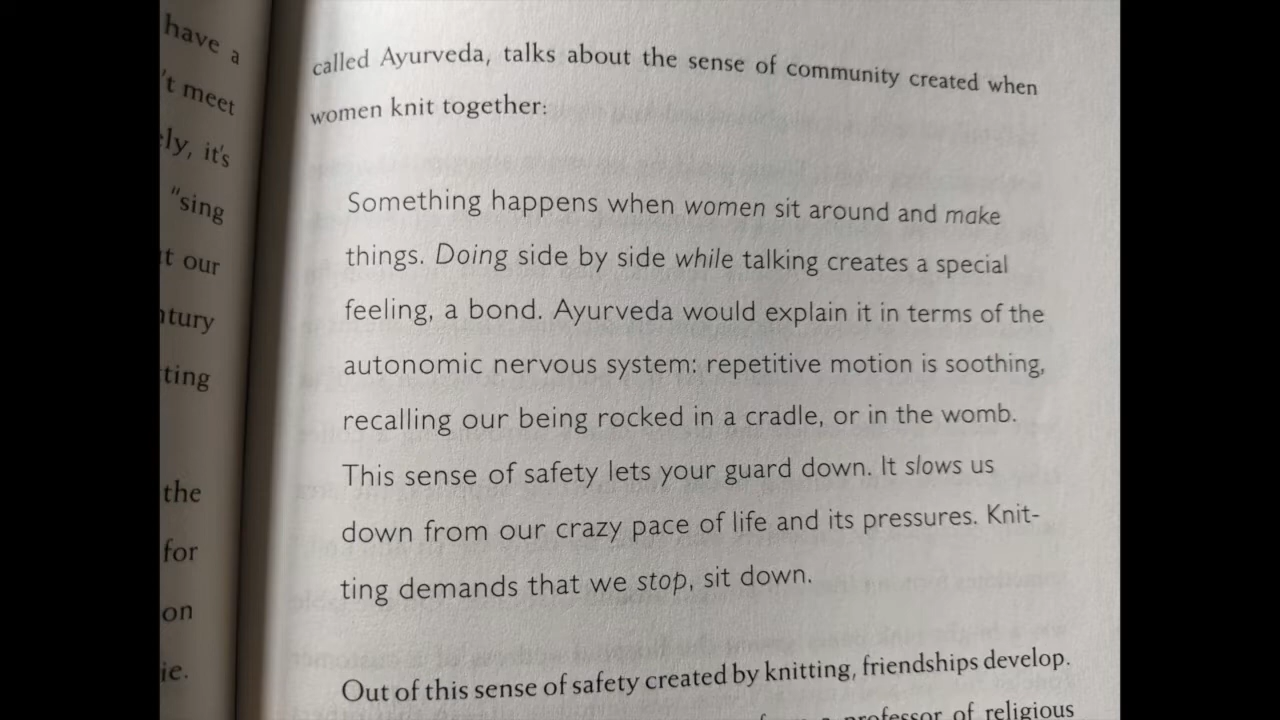 have a
't meet
ly, it's
"sing
t our
ntury
ting
the
for
on
ie.
called Ayurveda, talks about the sense of community created when
women knit together:
Something happens when women sit around and make
things. Doing side by side while talking creates a special
feeling, a bond. Ayurveda would explain it in terms of the
autonomic nervous system: repetitive motion is soothing,
recalling our being rocked in a cradle, or in the womb.
This sense of safety lets your guard down. It slows us
down from our crazy pace of life and its pressures. Knit-
ting demands that we stop, sit down.
Out of this sense of safety created by knitting, friendships develop.
professor of religious